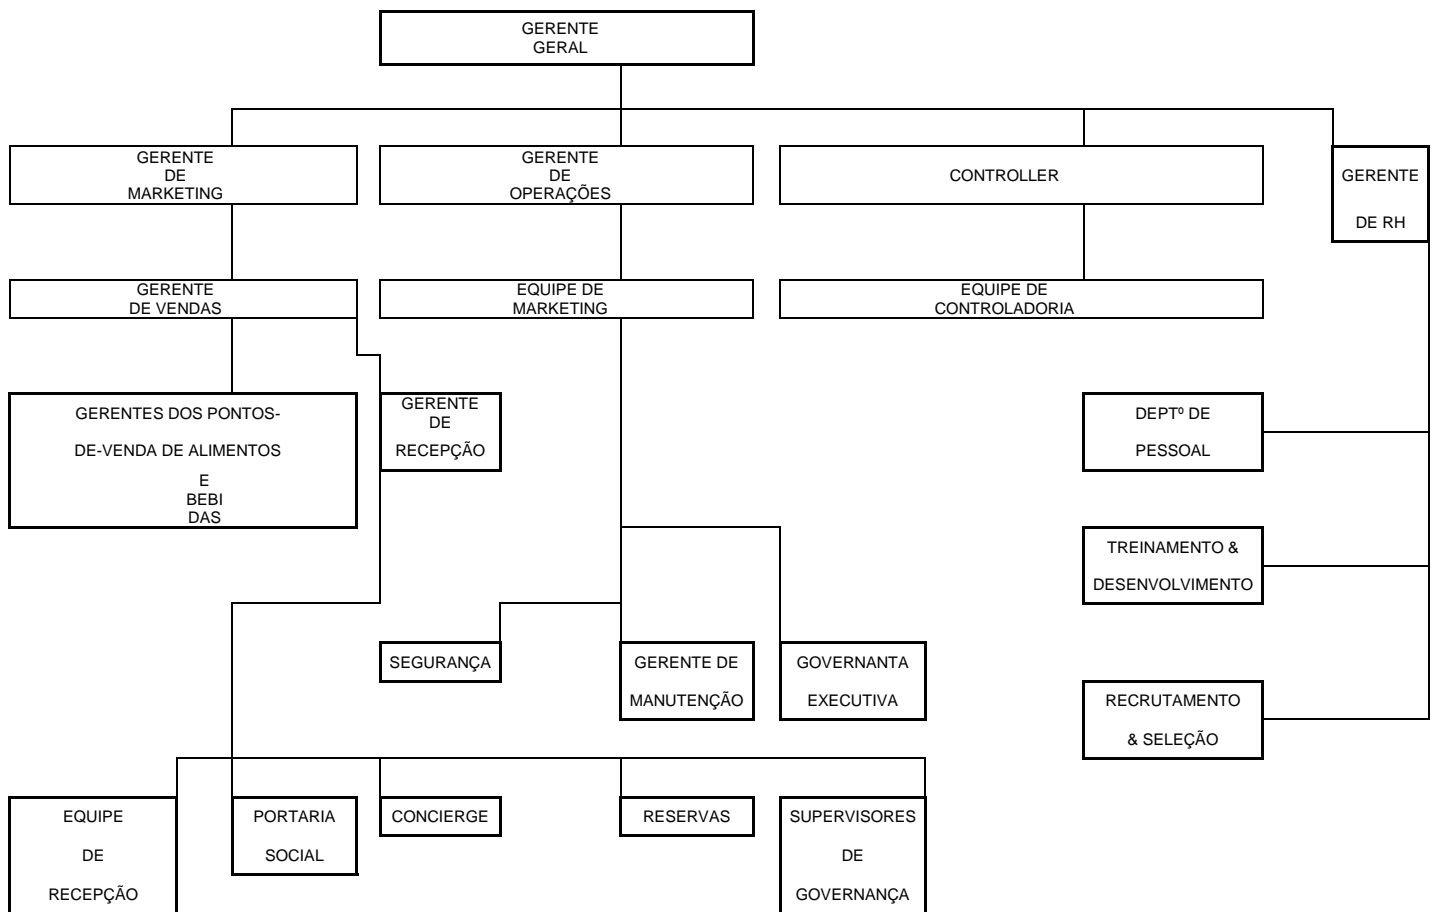 GERENTE
GERAL
GERENTE
DE
MARKETING
GERENTE
DE
OPERAÇÕES
CONTROLLER
GERENTE
DE RH
GERENTE
DE VENDAS
EQUIPE DE
MARKETING
EQUIPE DE
CONTROLADORIA
GERENTES DOS PONTOS-
DE-VENDA DE ALIMENTOS
E
BEBI
DAS
GERENTE
DE
RECEPÇÃO
DEPTº DE
PESSOAL
TREINAMENTO &
DESENVOLVIMENTO
SEGURANÇA
GERENTE DE
MANUTENÇÃO
GOVERNANTA
EXECUTIVA
RECRUTAMENTO
& SELEÇÃO
EQUIPE
DE
RECEPÇÃO
PORTARIA
SOCIAL
CONCIERGE
RESERVAS
SUPERVISORES
DE
GOVERNANÇA